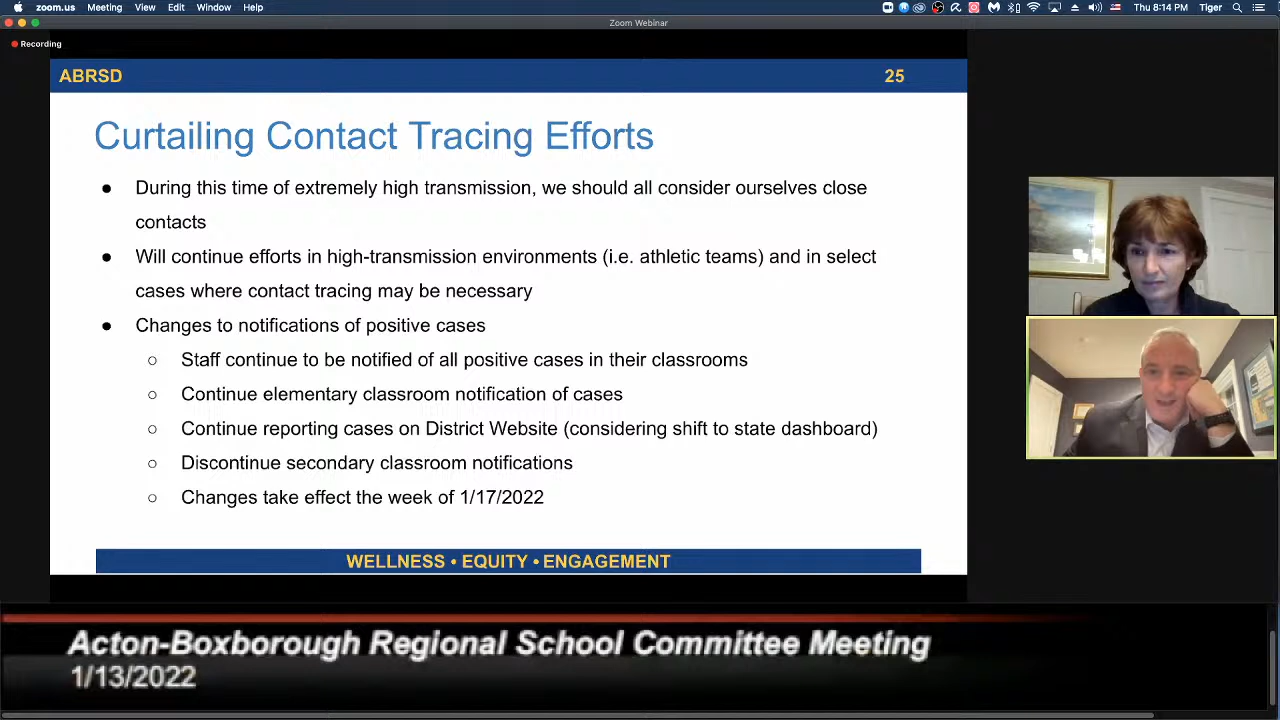 zoom.us Meeting View Edit Window Help Thu 8:14 PM Tiger
Zoom Webinar
Recording
ABRSD 25
Curtailing Contact Tracing Efforts
● During this time of extremely high transmission, we should all consider ourselves close
contacts
● Will continue efforts in high-transmission environments (i.e. athletic teams) and in select
cases where contact tracing may be necessary
● Changes to notifications of positive cases
○ Staff continue to be notified of all positive cases in their classrooms
○ Continue elementary classroom notification of cases
○ Continue reporting cases on District Website (considering shift to state dashboard)
○ Discontinue secondary classroom notifications
○ Changes take effect the week of 1/17/2022
WELLNESS • EQUITY • ENGAGEMENT
Acton-Boxborough Regional School Committee Meeting
1/13/2022